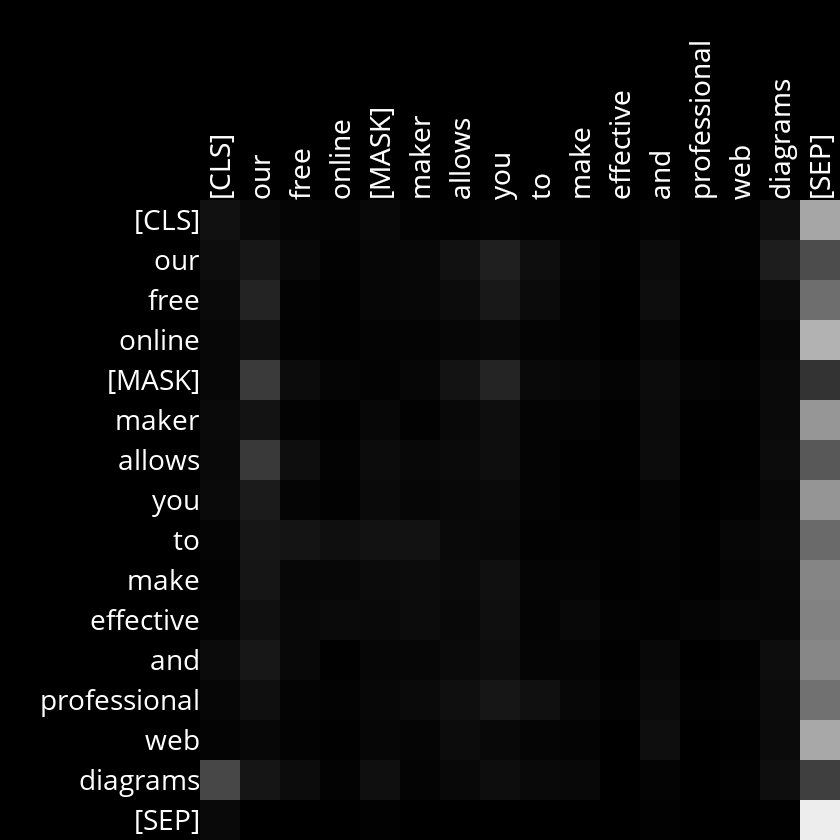 [CLS] our free online [MASK] maker allows you to make effective and professional web diagrams [SEP]
[CLS]
our
free
online
[MASK]
maker
allows
you
to
make
effective
and
professional
web
diagrams
[SEP]